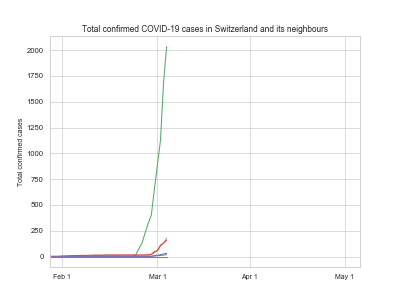 Total confirmed COVID-19 cases in Switzerland and its neighbours
Total confirmed cases
2000
1750
1500
1250
1000
750
500
250
0
Feb 1
Mar 1
Apr 1
May 1